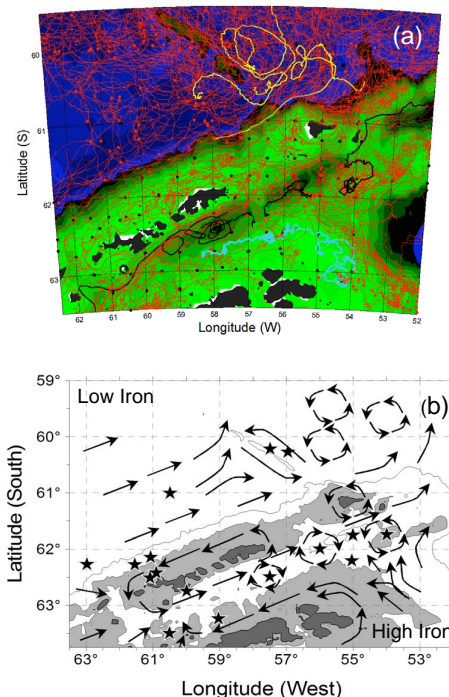 (a)
60
61
62
63
Latitude (S)
62 61 60 59 58 57 56 55 54 53 52
Longitude (W)
59°
60°
61°
62°
63°
Latitude (South)
Low Iron
(b)
High Iron
63° 61° 59° 57° 55° 53°
Longitude (West)